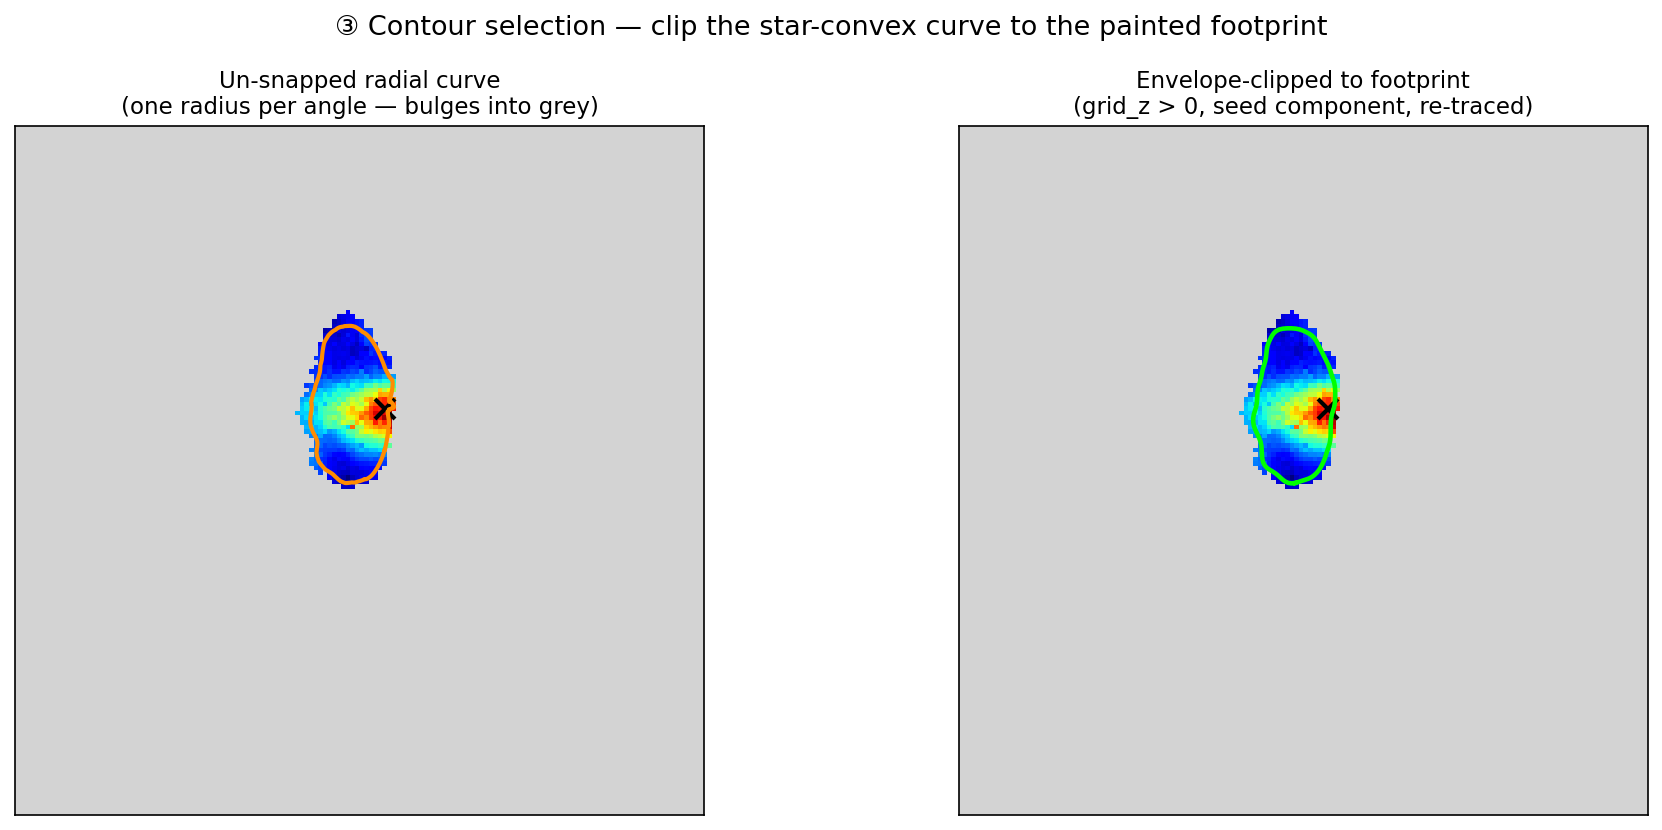 ③ Contour selection — clip the star-convex curve to the painted footprint
Un-snapped radial curve
(one radius per angle — bulges into grey)
Envelope-clipped to footprint
(grid_z > 0, seed component, re-traced)